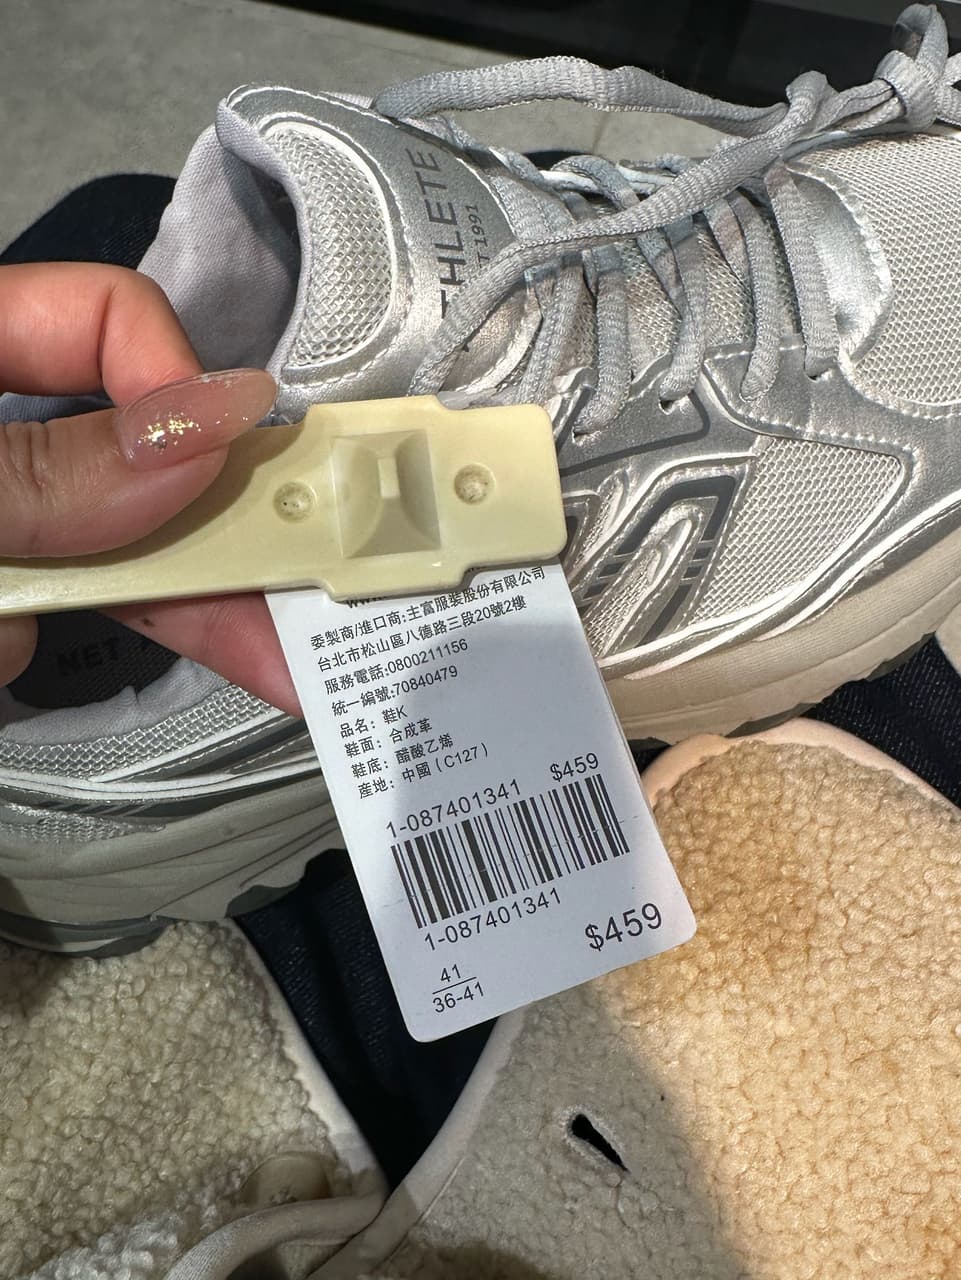 THLETE
T 1991
www.
委製商/進口商:主富服裝股份有限公司
台北市松山區八德路三段20號2樓
服務電話:0800211156
統一編號:70840479
品名: 鞋K
鞋面: 合成革
鞋底: 醋酸乙烯
産地: 中國(C127)
1-087401341 $459
1-087401341
$459
41
36-41